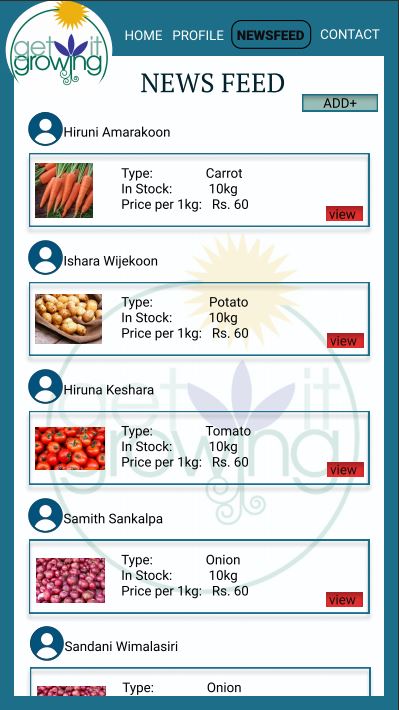 get it
growing
HOME PROFILE NEWSFEED CONTACT
NEWS FEED
ADD+
Hiruni Amarakoon
Type: Carrot
In Stock: 10kg
Price per 1kg: Rs. 60
view
Ishara Wijekoon
Type: Potato
In Stock: 10kg
Price per 1kg: Rs. 60
view
Hiruna Keshara
Type: Tomato
In Stock: 10kg
Price per 1kg: Rs. 60
view
get it
growing
Samith Sankalpa
Type: Onion
In Stock: 10kg
Price per 1kg: Rs. 60
view
Sandani Wimalasiri
Type: Onion